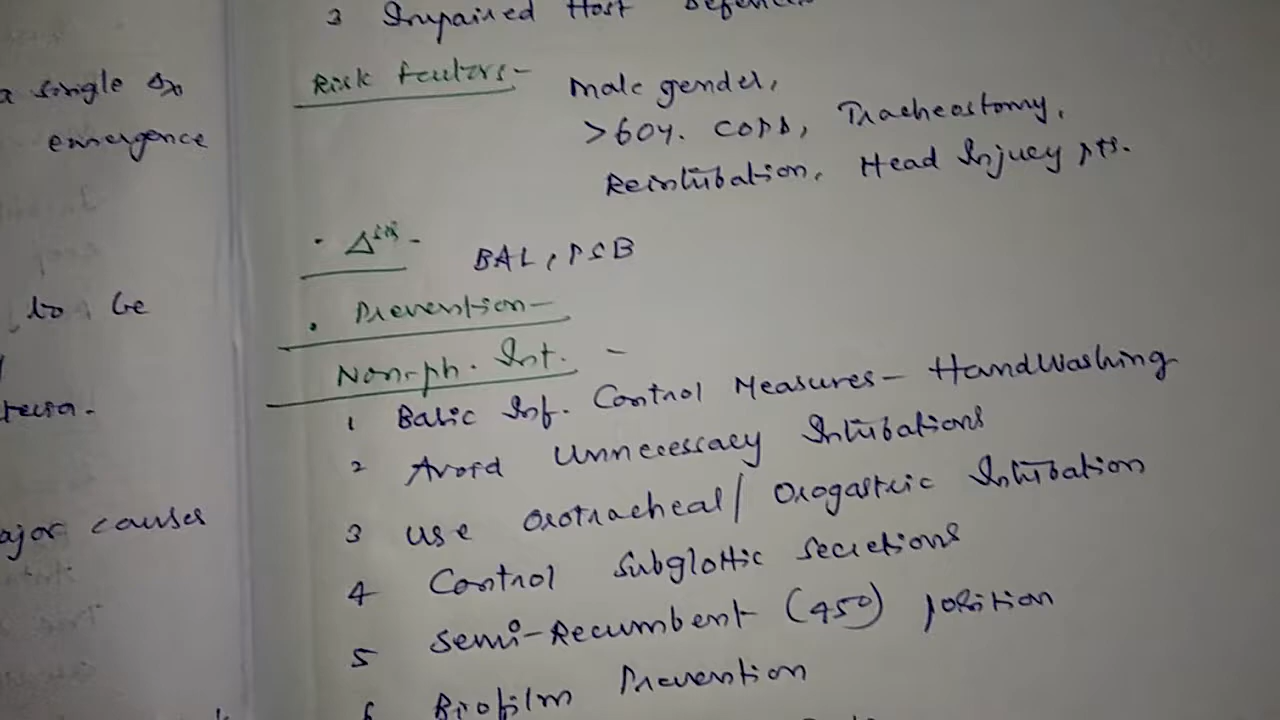 a single Δx
emergence
to be
ajor causes
3 Impaired Host
Risk factors- male gender,
>60y. COPD, Tracheostomy,
Reintubation, Head Injury pts.
. Δsis - BAL, PSB
. Prevention-
Non-ph. Int. -
1 Basic Inf. Control Measures- HandWashing
2 Avoid Unnecessary Intubations
3 Use Orotracheal/ Orogastric Intubation
4 Control Subglottic Secretions
5 Semi-Recumbent (45°) position
6 Biofilm Prevention